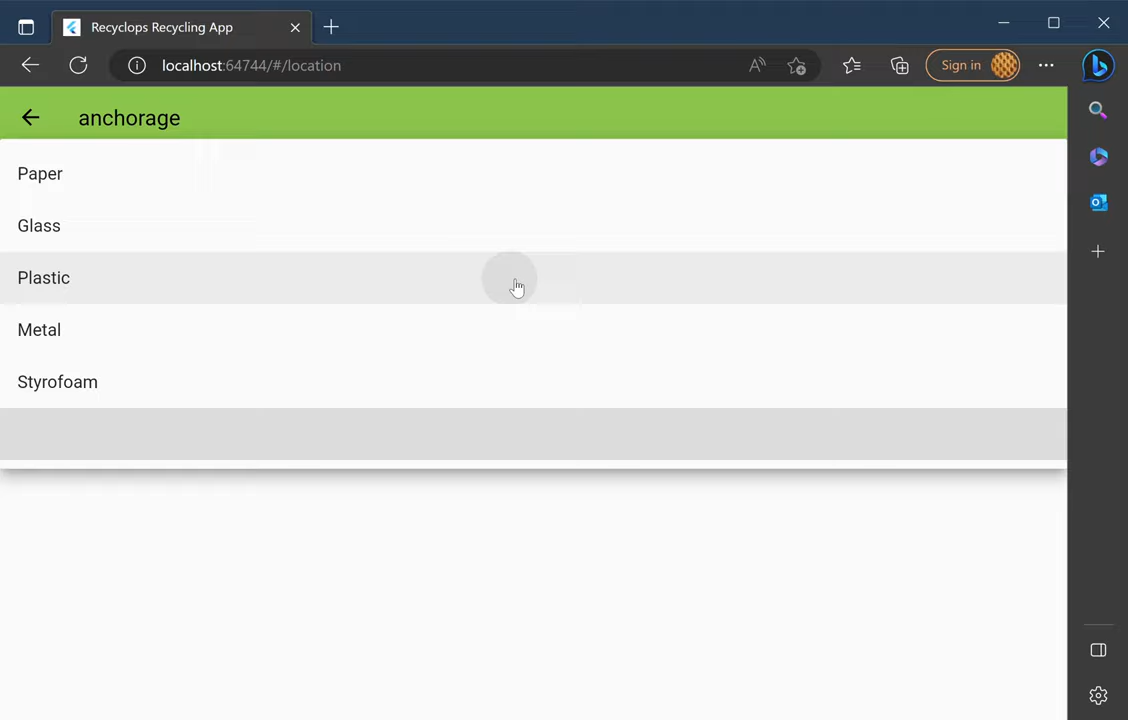 Recyclops Recycling App
localhost:64744/#/location
Sign in
anchorage
Paper
Glass
Plastic
Metal
Styrofoam